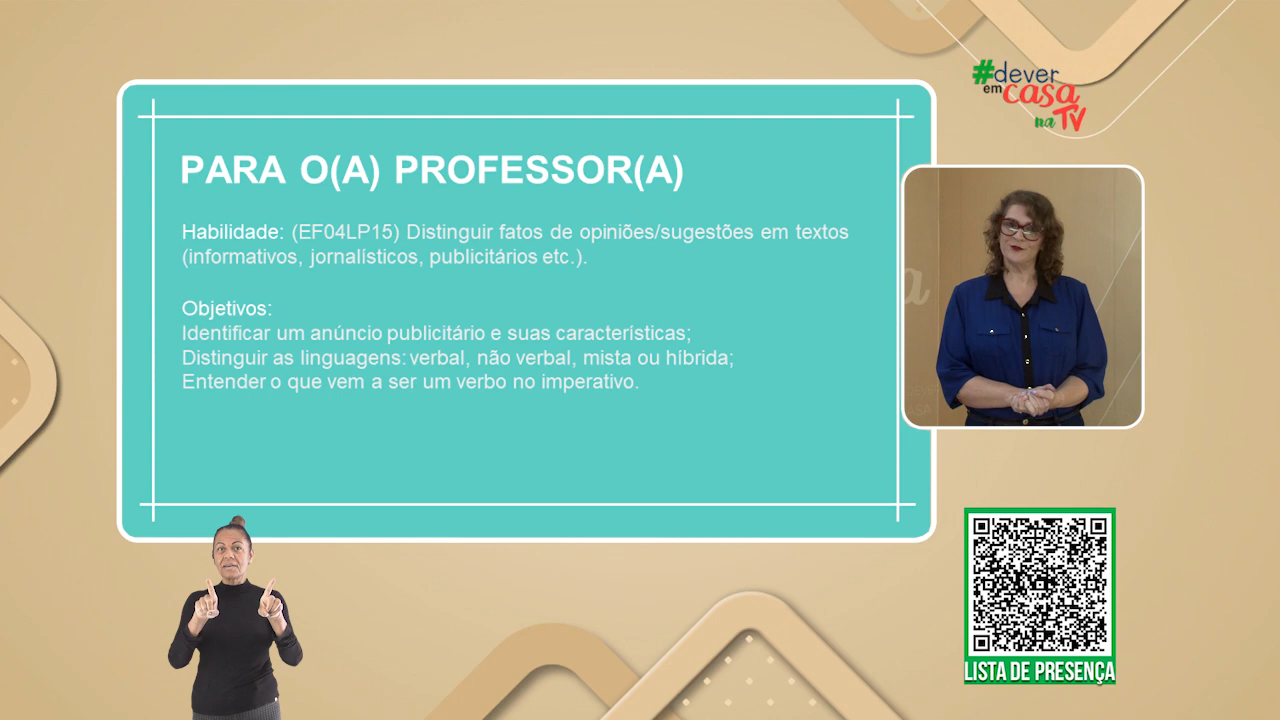 #dever
em casa
na TV
PARA O(A) PROFESSOR(A)
Habilidade: (EF04LP15) Distinguir fatos de opiniões/sugestões em textos
(informativos, jornalísticos, publicitários etc.).
Objetivos:
Identificar um anúncio publicitário e suas características;
Distinguir as linguagens: verbal, não verbal, mista ou híbrida;
Entender o que vem a ser um verbo no imperativo.
LISTA DE PRESENÇA